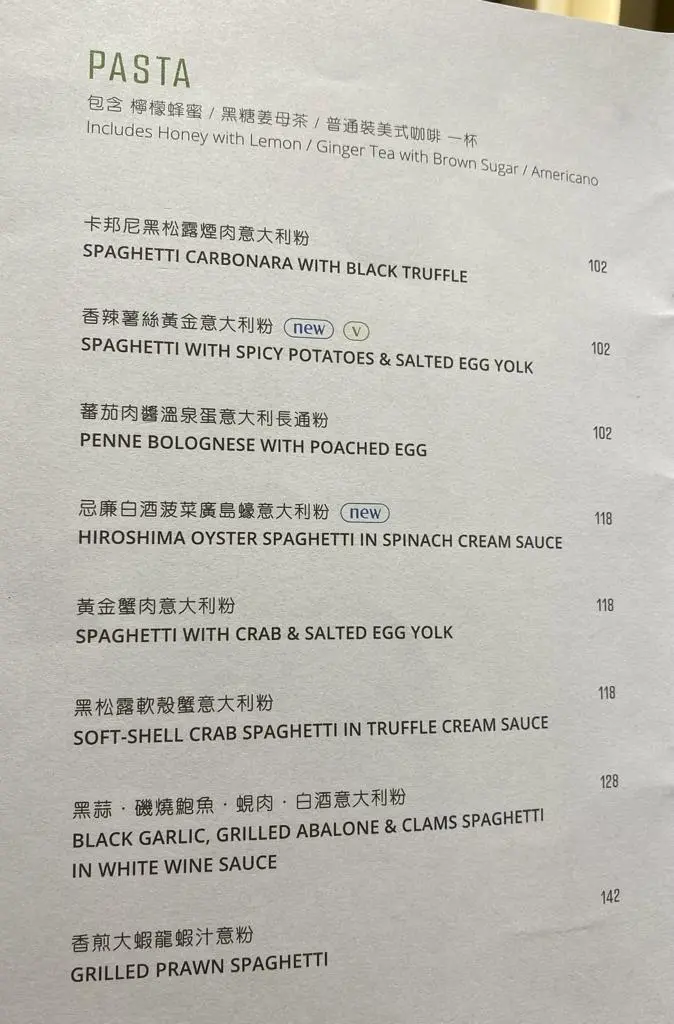 PASTA
包含 檸檬蜂蜜 / 黑糖姜母茶 / 普通裝美式咖啡 一杯
Includes Honey with Lemon / Ginger Tea with Brown Sugar / Americano
卡邦尼黑松露煙肉意大利粉
SPAGHETTI CARBONARA WITH BLACK TRUFFLE 102
香辣薯絲黃金意大利粉 new V
SPAGHETTI WITH SPICY POTATOES & SALTED EGG YOLK 102
蕃茄肉醬溫泉蛋意大利長通粉
PENNE BOLOGNESE WITH POACHED EGG 102
忌廉白酒菠菜廣島蠔意大利粉 new
HIROSHIMA OYSTER SPAGHETTI IN SPINACH CREAM SAUCE 118
黃金蟹肉意大利粉
SPAGHETTI WITH CRAB & SALTED EGG YOLK 118
黑松露軟殼蟹意大利粉
SOFT-SHELL CRAB SPAGHETTI IN TRUFFLE CREAM SAUCE 118
黑蒜．磯燒鮑魚．蜆肉．白酒意大利粉 128
BLACK GARLIC, GRILLED ABALONE & CLAMS SPAGHETTI
IN WHITE WINE SAUCE
香煎大蝦龍蝦汁意粉 142
GRILLED PRAWN SPAGHETTI